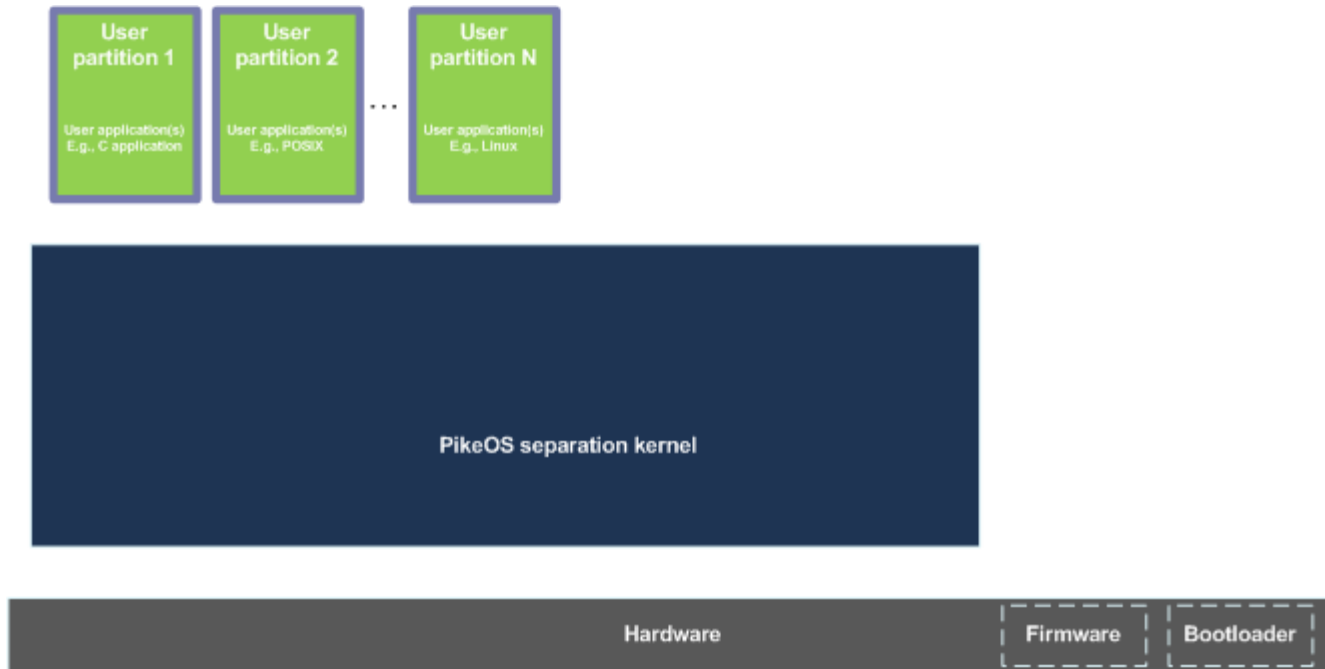 User
partition 1
User application(s)
E.g., C application
User
partition 2
User application(s)
E.g., POSIX
...
User
partition N
User application(s)
E.g., Linux
PikeOS separation kernel
Hardware
Firmware
Bootloader